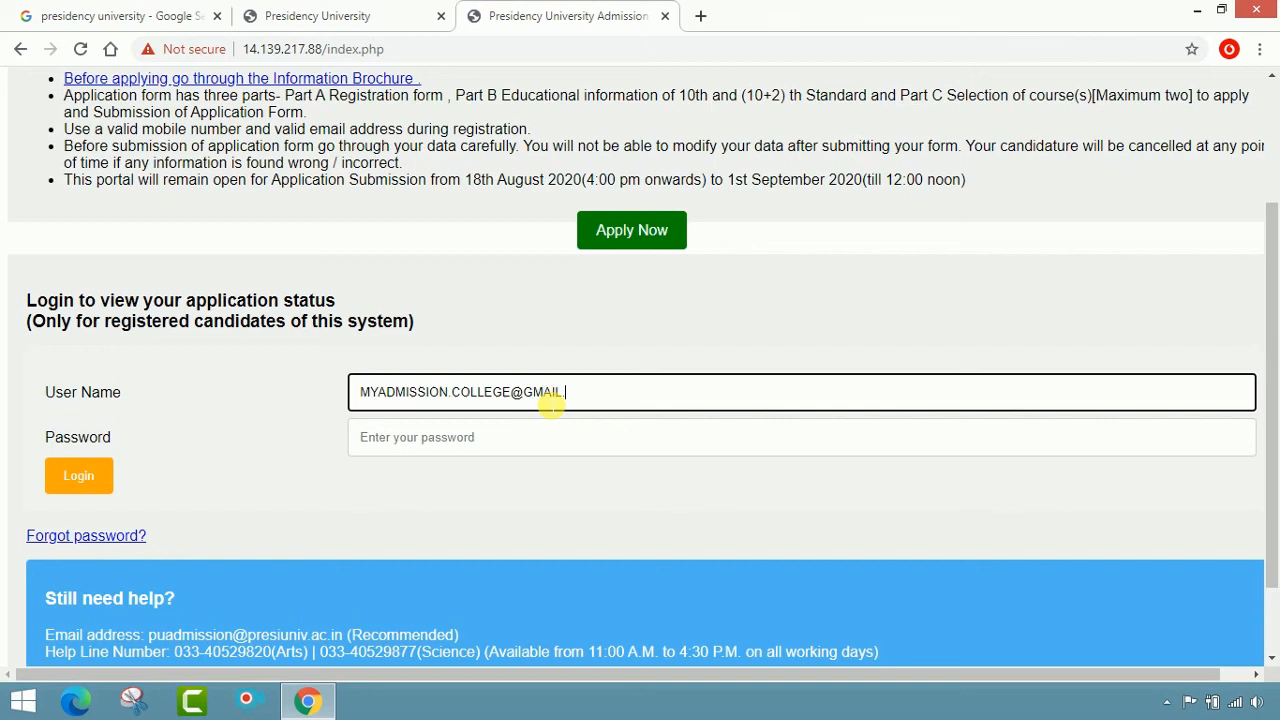 presidency university - Google Se
Presidency University
Presidency University Admission
Not secure
14.139.217.88/index.php
Before applying go through the Information Brochure .
Application form has three parts- Part A Registration form , Part B Educational information of 10th and (10+2) th Standard and Part C Selection of course(s)[Maximum two] to apply
and Submission of Application Form.
Use a valid mobile number and valid email address during registration.
Before submission of application form go through your data carefully. You will not be able to modify your data after submitting your form. Your candidature will be cancelled at any poin
of time if any information is found wrong / incorrect.
This portal will remain open for Application Submission from 18th August 2020(4:00 pm onwards) to 1st September 2020(till 12:00 noon)
Apply Now
Login to view your application status
(Only for registered candidates of this system)
User Name
MYADMISSION.COLLEGE@GMAIL.
Password
Enter your password
Login
Forgot password?
Still need help?
Email address: puadmission@presiuniv.ac.in (Recommended)
Help Line Number: 033-40529820(Arts) | 033-40529877(Science) (Available from 11:00 A.M. to 4:30 P.M. on all working days)